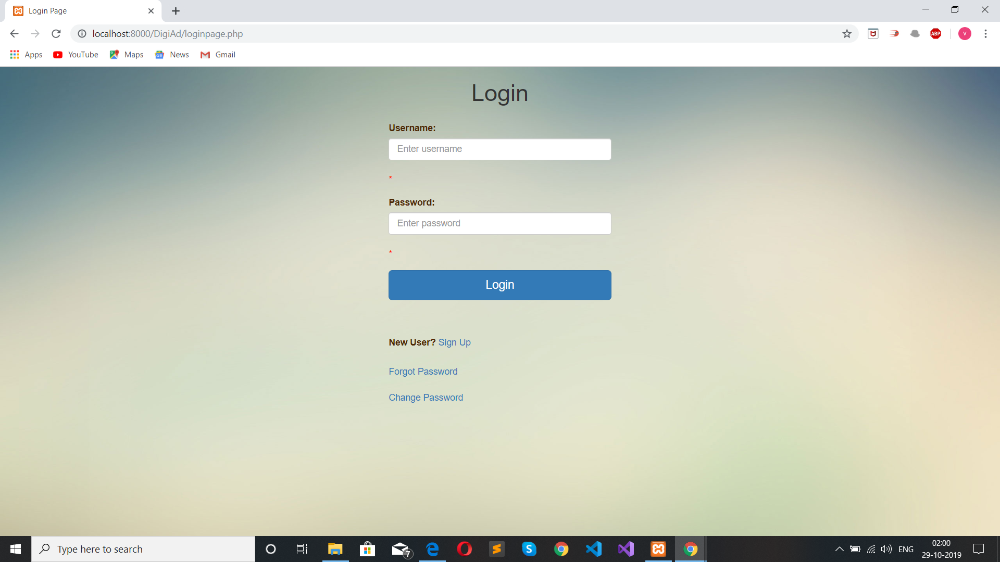 Login Page
localhost:8000/DigiAd/loginpage.php
ABP
V
Apps
YouTube
Maps
News
Gmail
Login
Username:
Enter username
*
Password:
Enter password
*
Login
New User? Sign Up
Forgot Password
Change Password
Type here to search
7
ENG
02:00
29-10-2019